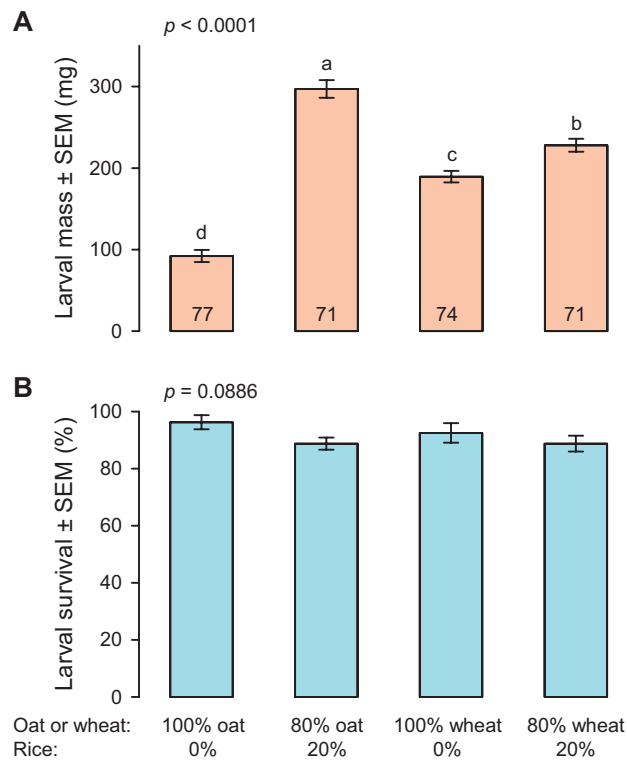 A
p < 0.0001
Larval mass ± SEM (mg)
300
200
100
0
d
a
c
b
77
71
74
71
B
p = 0.0886
Larval survival ± SEM (%)
100
80
60
40
20
0
Oat or wheat: 100% oat 80% oat 100% wheat 80% wheat
Rice: 0% 20% 0% 20%